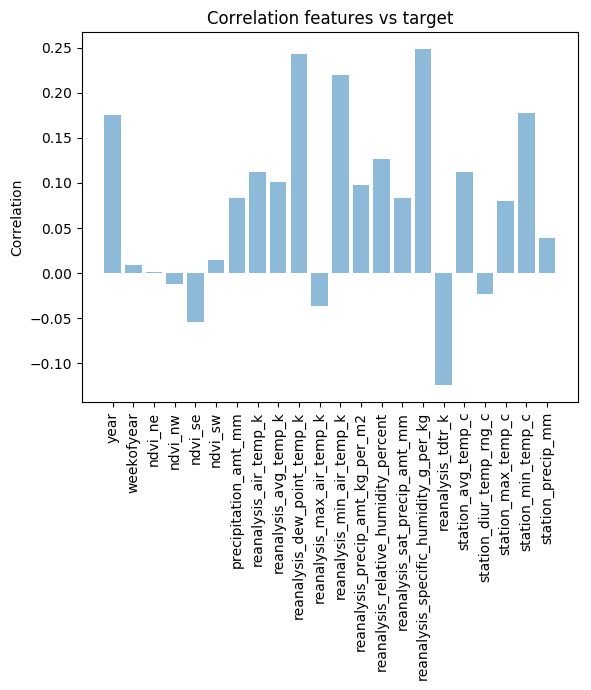 Correlation features vs target
Correlation
0.25
0.20
0.15
0.10
0.05
0.00
−0.05
−0.10
year
weekofyear
ndvi_ne
ndvi_nw
ndvi_se
ndvi_sw
precipitation_amt_mm
reanalysis_air_temp_k
reanalysis_avg_temp_k
reanalysis_dew_point_temp_k
reanalysis_max_air_temp_k
reanalysis_min_air_temp_k
reanalysis_precip_amt_kg_per_m2
reanalysis_relative_humidity_percent
reanalysis_sat_precip_amt_mm
reanalysis_specific_humidity_g_per_kg
reanalysis_tdtr_k
station_avg_temp_c
station_diur_temp_rng_c
station_max_temp_c
station_min_temp_c
station_precip_mm